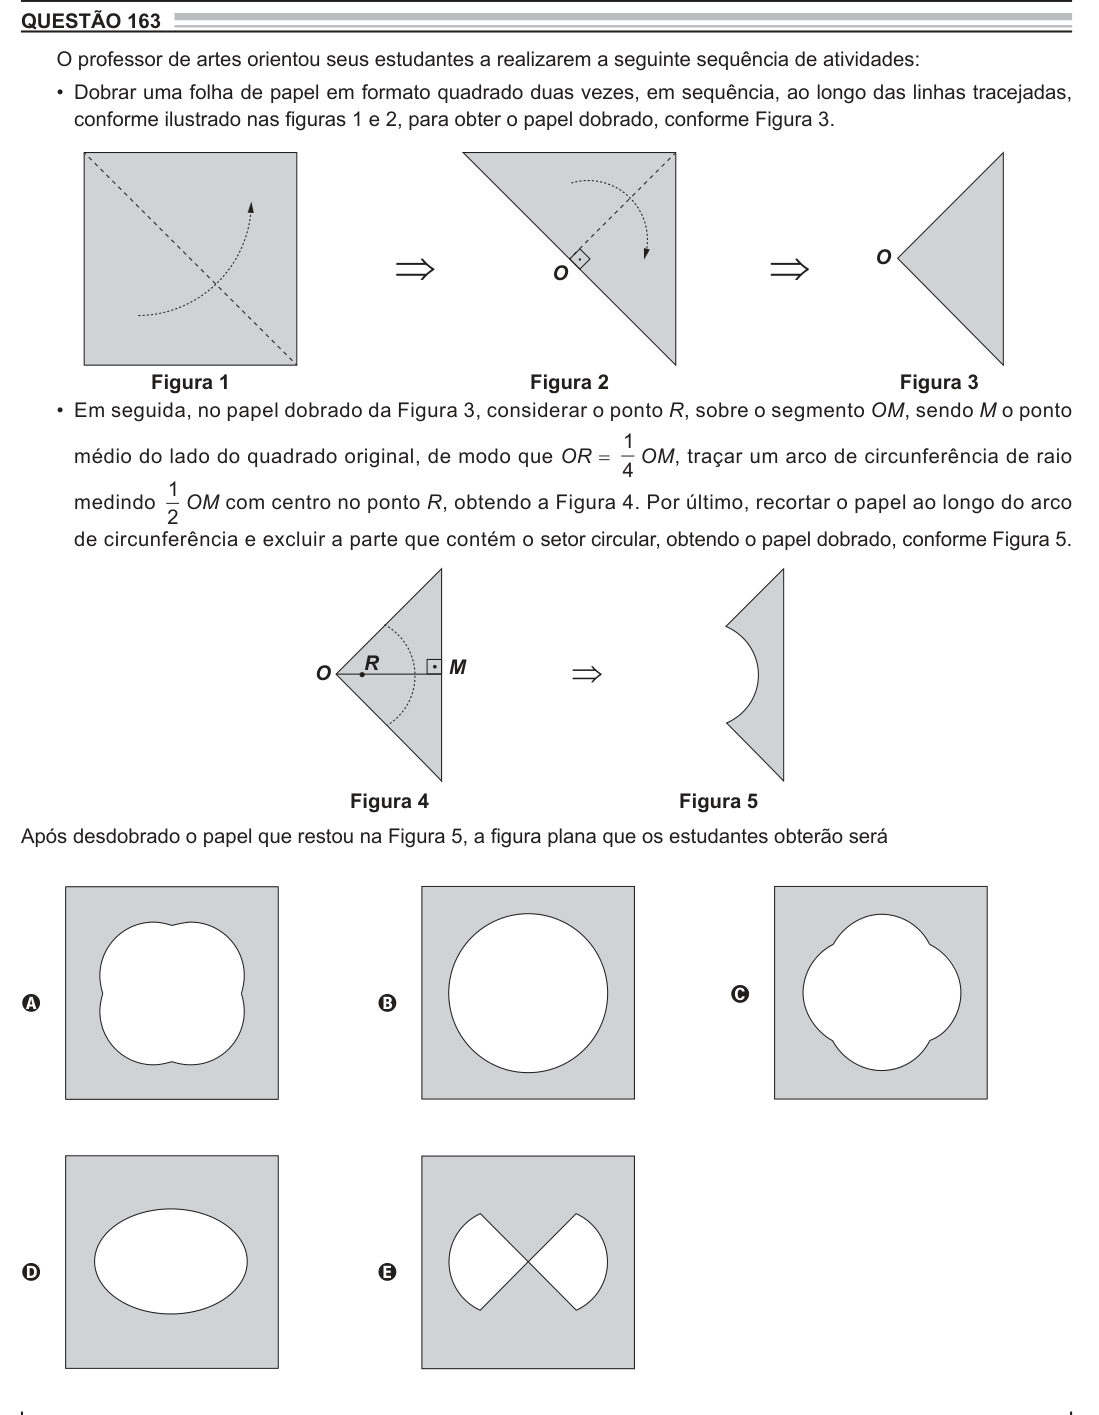 QUESTÃO 163
O professor de artes orientou seus estudantes a realizarem a seguinte sequência de atividades:
• Dobrar uma folha de papel em formato quadrado duas vezes, em sequência, ao longo das linhas tracejadas,
conforme ilustrado nas figuras 1 e 2, para obter o papel dobrado, conforme Figura 3.
⇒ O ⇒ O
Figura 1 Figura 2 Figura 3
• Em seguida, no papel dobrado da Figura 3, considerar o ponto R, sobre o segmento OM, sendo M o ponto
médio do lado do quadrado original, de modo que OR = 1/4 OM, traçar um arco de circunferência de raio
medindo 1/2 OM com centro no ponto R, obtendo a Figura 4. Por último, recortar o papel ao longo do arco
de circunferência e excluir a parte que contém o setor circular, obtendo o papel dobrado, conforme Figura 5.
O R M ⇒
Figura 4 Figura 5
Após desdobrado o papel que restou na Figura 5, a figura plana que os estudantes obterão será
A B C
D E